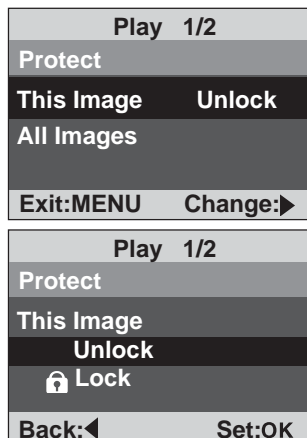 Play 1/2
Protect
This Image Unlock
All Images
Exit:MENU Change:▶
Play 1/2
Protect
This Image
Unlock
Lock
Back:◀ Set:OK